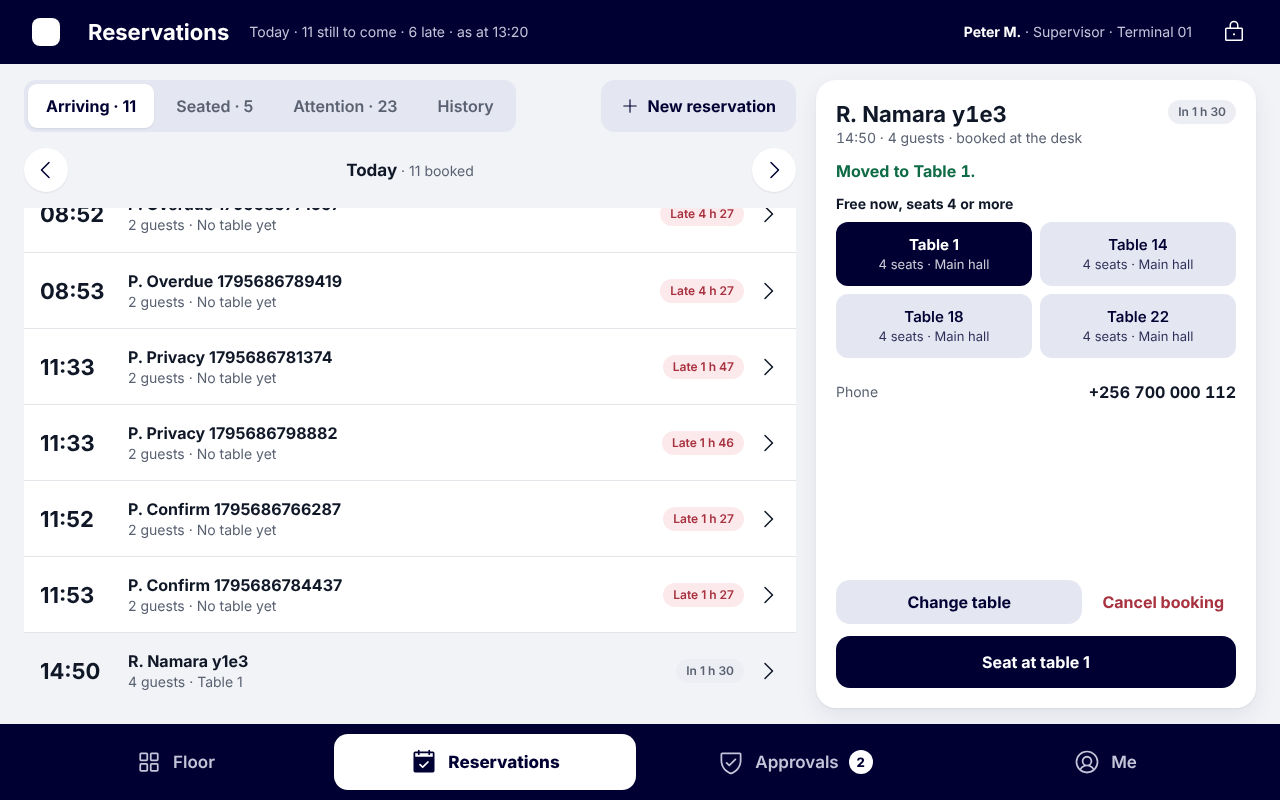 Reservations
Today · 11 still to come · 6 late · as at 13:20
Peter M. · Supervisor · Terminal 01
Arriving · 11
Seated · 5
Attention · 23
History
New reservation
Today · 11 booked
08:52
2 guests · No table yet
Late 4 h 27
08:53
P. Overdue 1795686789419
2 guests · No table yet
Late 4 h 27
11:33
P. Privacy 1795686781374
2 guests · No table yet
Late 1 h 47
11:33
P. Privacy 1795686798882
2 guests · No table yet
Late 1 h 46
11:52
P. Confirm 1795686766287
2 guests · No table yet
Late 1 h 27
11:53
P. Confirm 1795686784437
2 guests · No table yet
Late 1 h 27
14:50
R. Namara y1e3
4 guests · Table 1
In 1 h 30
R. Namara y1e3
In 1 h 30
14:50 · 4 guests · booked at the desk
Moved to Table 1.
Free now, seats 4 or more
Table 1
4 seats · Main hall
Table 14
4 seats · Main hall
Table 18
4 seats · Main hall
Table 22
4 seats · Main hall
Phone
+256 700 000 112
Change table
Cancel booking
Seat at table 1
Floor
Reservations
Approvals 2
Me